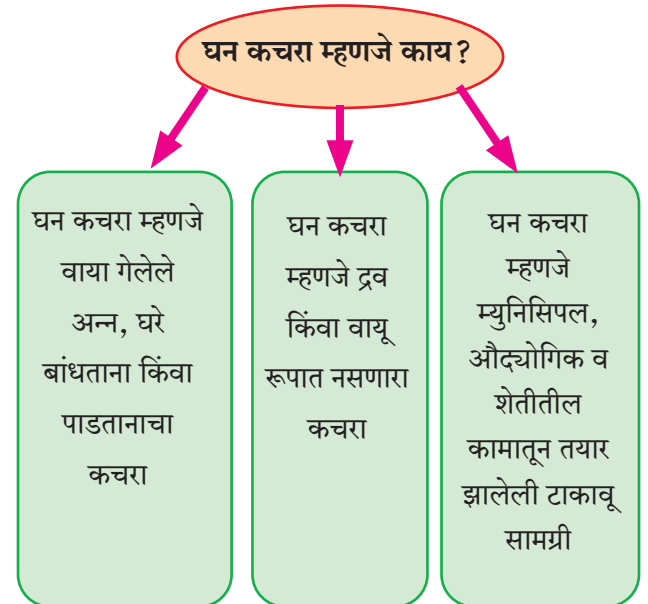 घन कचरा म्हणजे काय?
घन कचरा म्हणजे
वाया गेलेले
अन्न, घरे
बांधताना किंवा
पाडतानाचा
कचरा
घन कचरा
म्हणजे द्रव
किंवा वायू
रूपात नसणारा
कचरा
घन कचरा
म्हणजे
म्युनिसिपल,
औद्योगिक व
शेतीतील
कामातून तयार
झालेली टाकावू
सामग्री